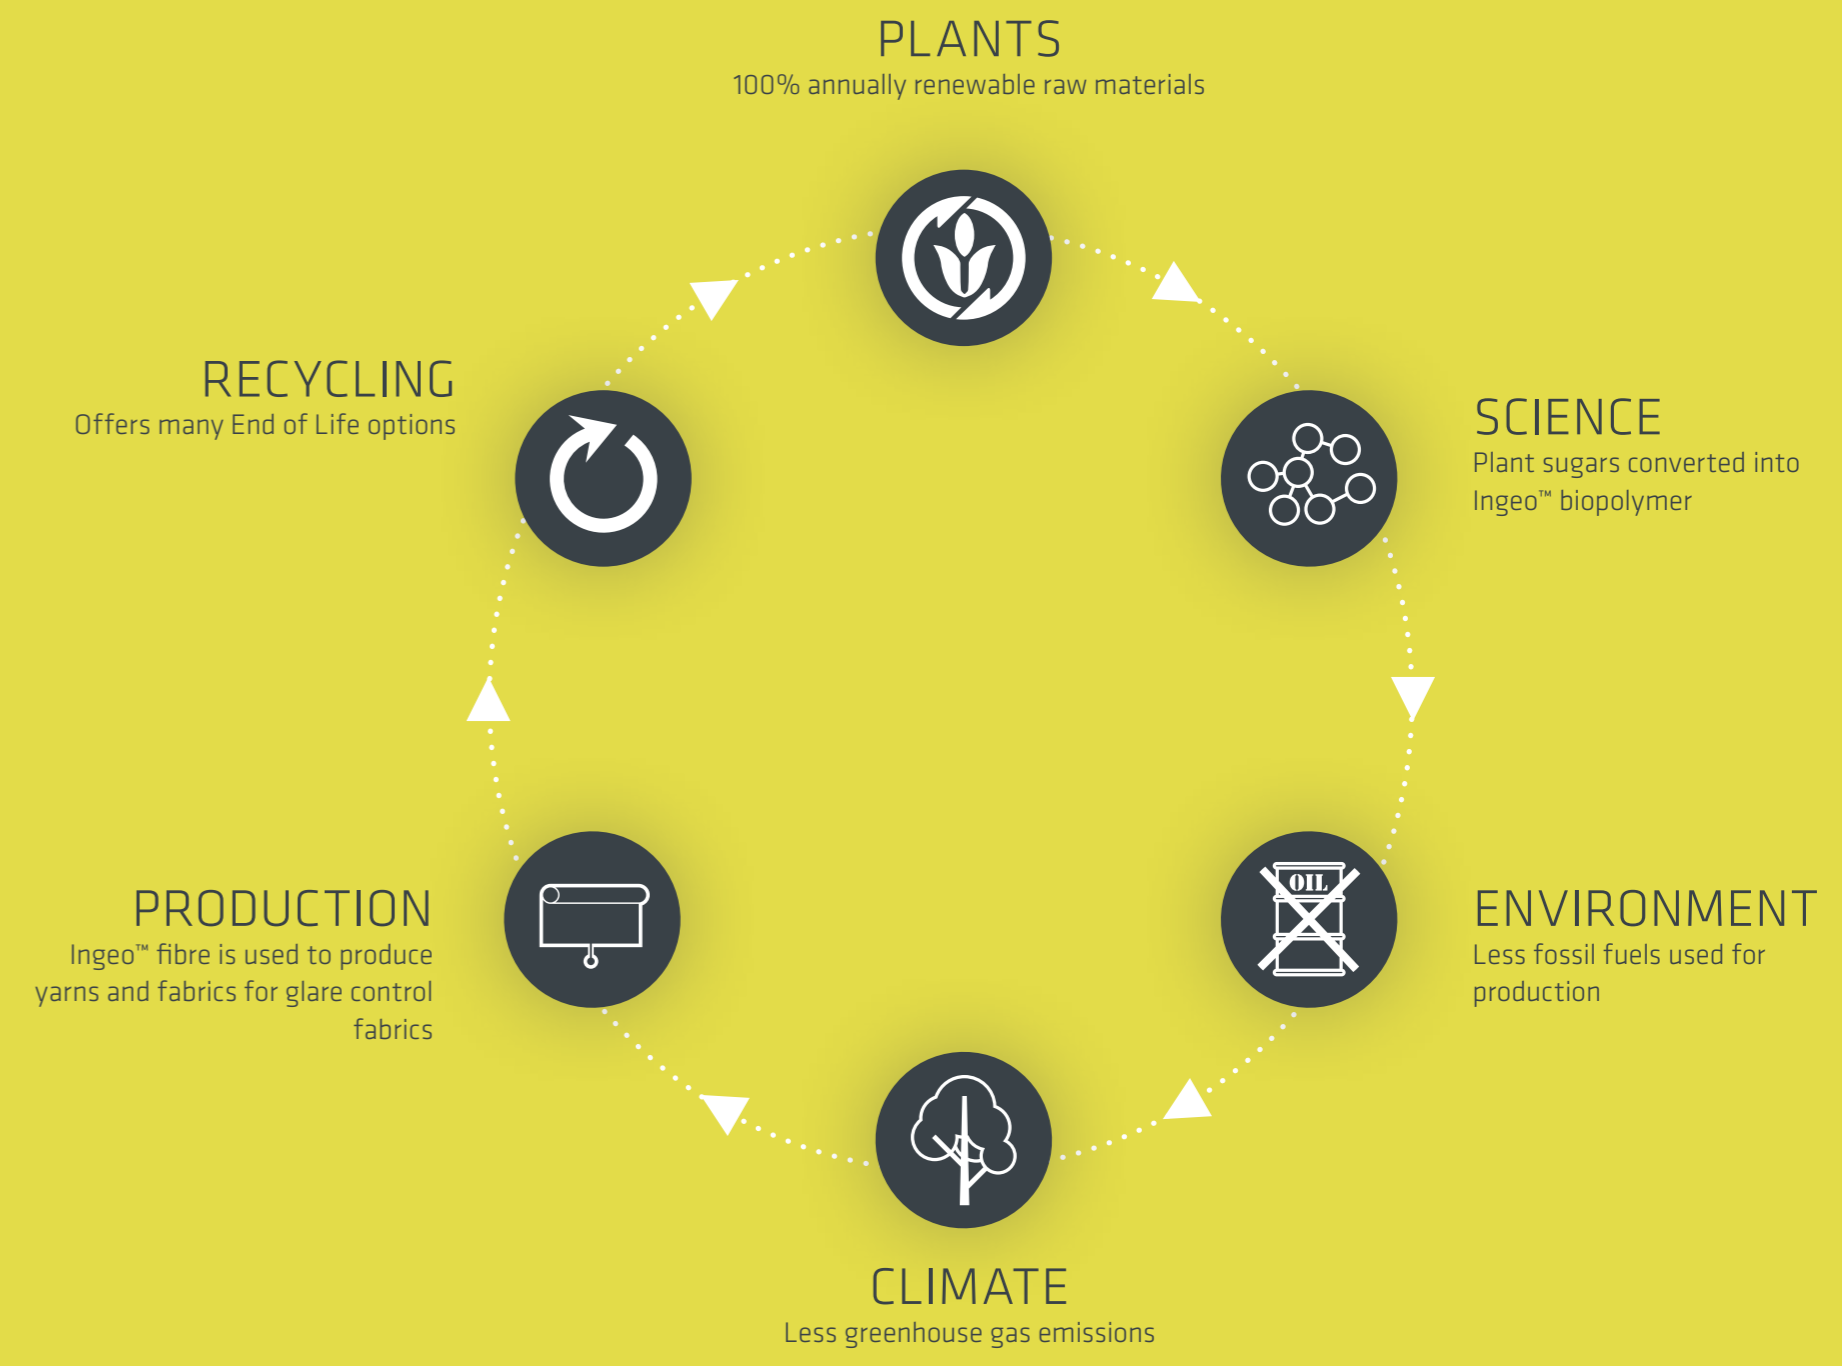 PLANTS
100% annually renewable raw materials
RECYCLING
Offers many End of Life options
SCIENCE
Plant sugars converted into
Ingeo™ biopolymer
PRODUCTION
Ingeo™ fibre is used to produce
yarns and fabrics for glare control
fabrics
OIL
ENVIRONMENT
Less fossil fuels used for
production
CLIMATE
Less greenhouse gas emissions